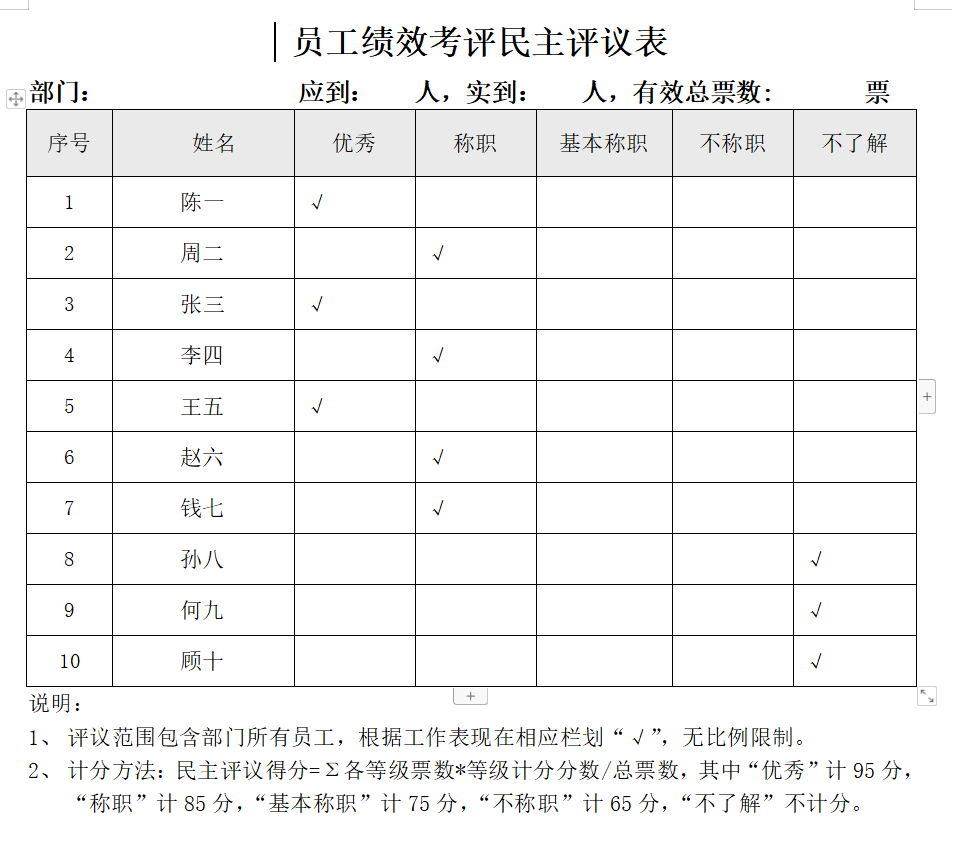 员工绩效考评民主评议表
部门： 应到： 人，实到： 人，有效总票数： 票
序号 姓名 优秀 称职 基本称职 不称职 不了解
1 陈一 √
2 周二 √
3 张三 √
4 李四 √
5 王五 √
6 赵六 √
7 钱七 √
8 孙八 √
9 何九 √
10 顾十 √
说明：
1、 评议范围包含部门所有员工，根据工作表现在相应栏划“√”，无比例限制。
2、 计分方法：民主评议得分=Σ各等级票数*等级计分分数/总票数，其中“优秀”计95分，
“称职”计85分，“基本称职”计75分，“不称职”计65分，“不了解”不计分。